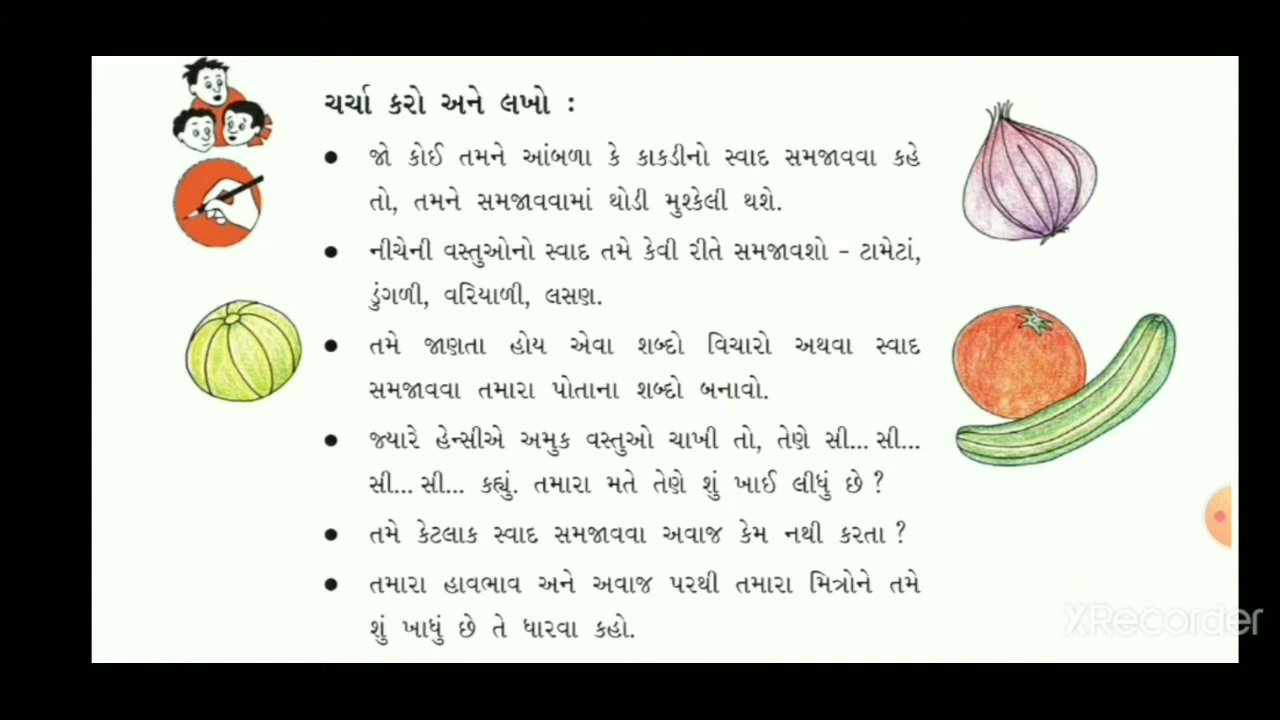 ચર્ચા કરો અને લખો :
● જો કોઈ તમને આંબળા કે કાકડીનો સ્વાદ સમજાવવા કહે
તો, તમને સમજાવવામાં થોડી મુશ્કેલી થશે.
● નીચેની વસ્તુઓનો સ્વાદ તમે કેવી રીતે સમજાવશો - ટામેટાં,
ડુંગળી, વરિયાળી, લસણ.
● તમે જાણતા હોય એવા શબ્દો વિચારો અથવા સ્વાદ
સમજાવવા તમારા પોતાના શબ્દો બનાવો.
● જ્યારે હેન્સીએ અમુક વસ્તુઓ ચાખી તો, તેણે સી... સી...
સી... સી... કહ્યું. તમારા મતે તેણે શું ખાઈ લીધું છે ?
● તમે કેટલાક સ્વાદ સમજાવવા અવાજ કેમ નથી કરતા ?
● તમારા હાવભાવ અને અવાજ પરથી તમારા મિત્રોને તમે
શું ખાધું છે તે ધારવા કહો.
XRecorder